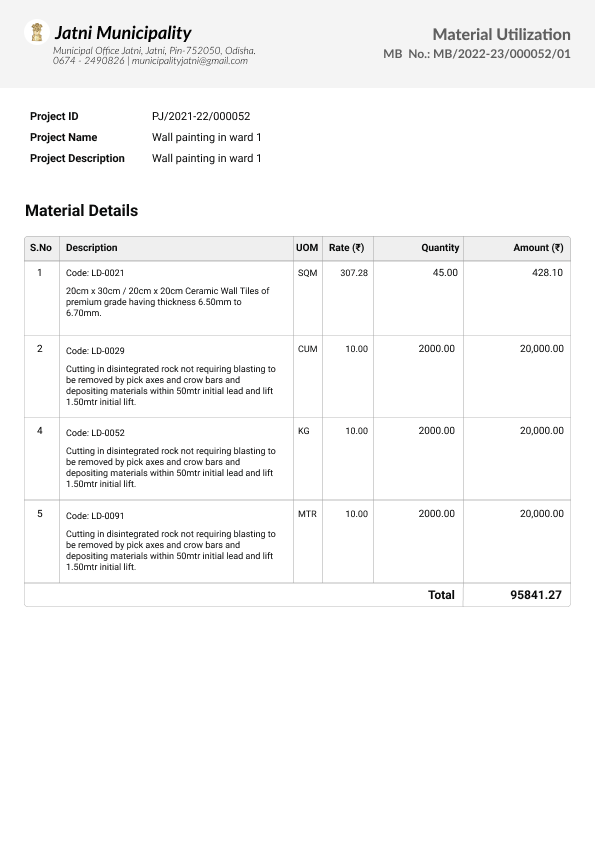 Jatni Municipality
Municipal Office Jatni, Jatni, Pin-752050, Odisha.
0674 - 2490826 | municipalityjatni@gmail.com
Material Utilization
MB No.: MB/2022-23/000052/01
Project ID PJ/2021-22/000052
Project Name Wall painting in ward 1
Project Description Wall painting in ward 1
Material Details
S.No Description UOM Rate (₹) Quantity Amount (₹)
1 Code: LD-0021 SQM 307.28 45.00 428.10
20cm x 30cm / 20cm x 20cm Ceramic Wall Tiles of
premium grade having thickness 6.50mm to
6.70mm.
2 Code: LD-0029 CUM 10.00 2000.00 20,000.00
Cutting in disintegrated rock not requiring blasting to
be removed by pick axes and crow bars and
depositing materials within 50mtr initial lead and lift
1.50mtr initial lift.
4 Code: LD-0052 KG 10.00 2000.00 20,000.00
Cutting in disintegrated rock not requiring blasting to
be removed by pick axes and crow bars and
depositing materials within 50mtr initial lead and lift
1.50mtr initial lift.
5 Code: LD-0091 MTR 10.00 2000.00 20,000.00
Cutting in disintegrated rock not requiring blasting to
be removed by pick axes and crow bars and
depositing materials within 50mtr initial lead and lift
1.50mtr initial lift.
Total 95841.27